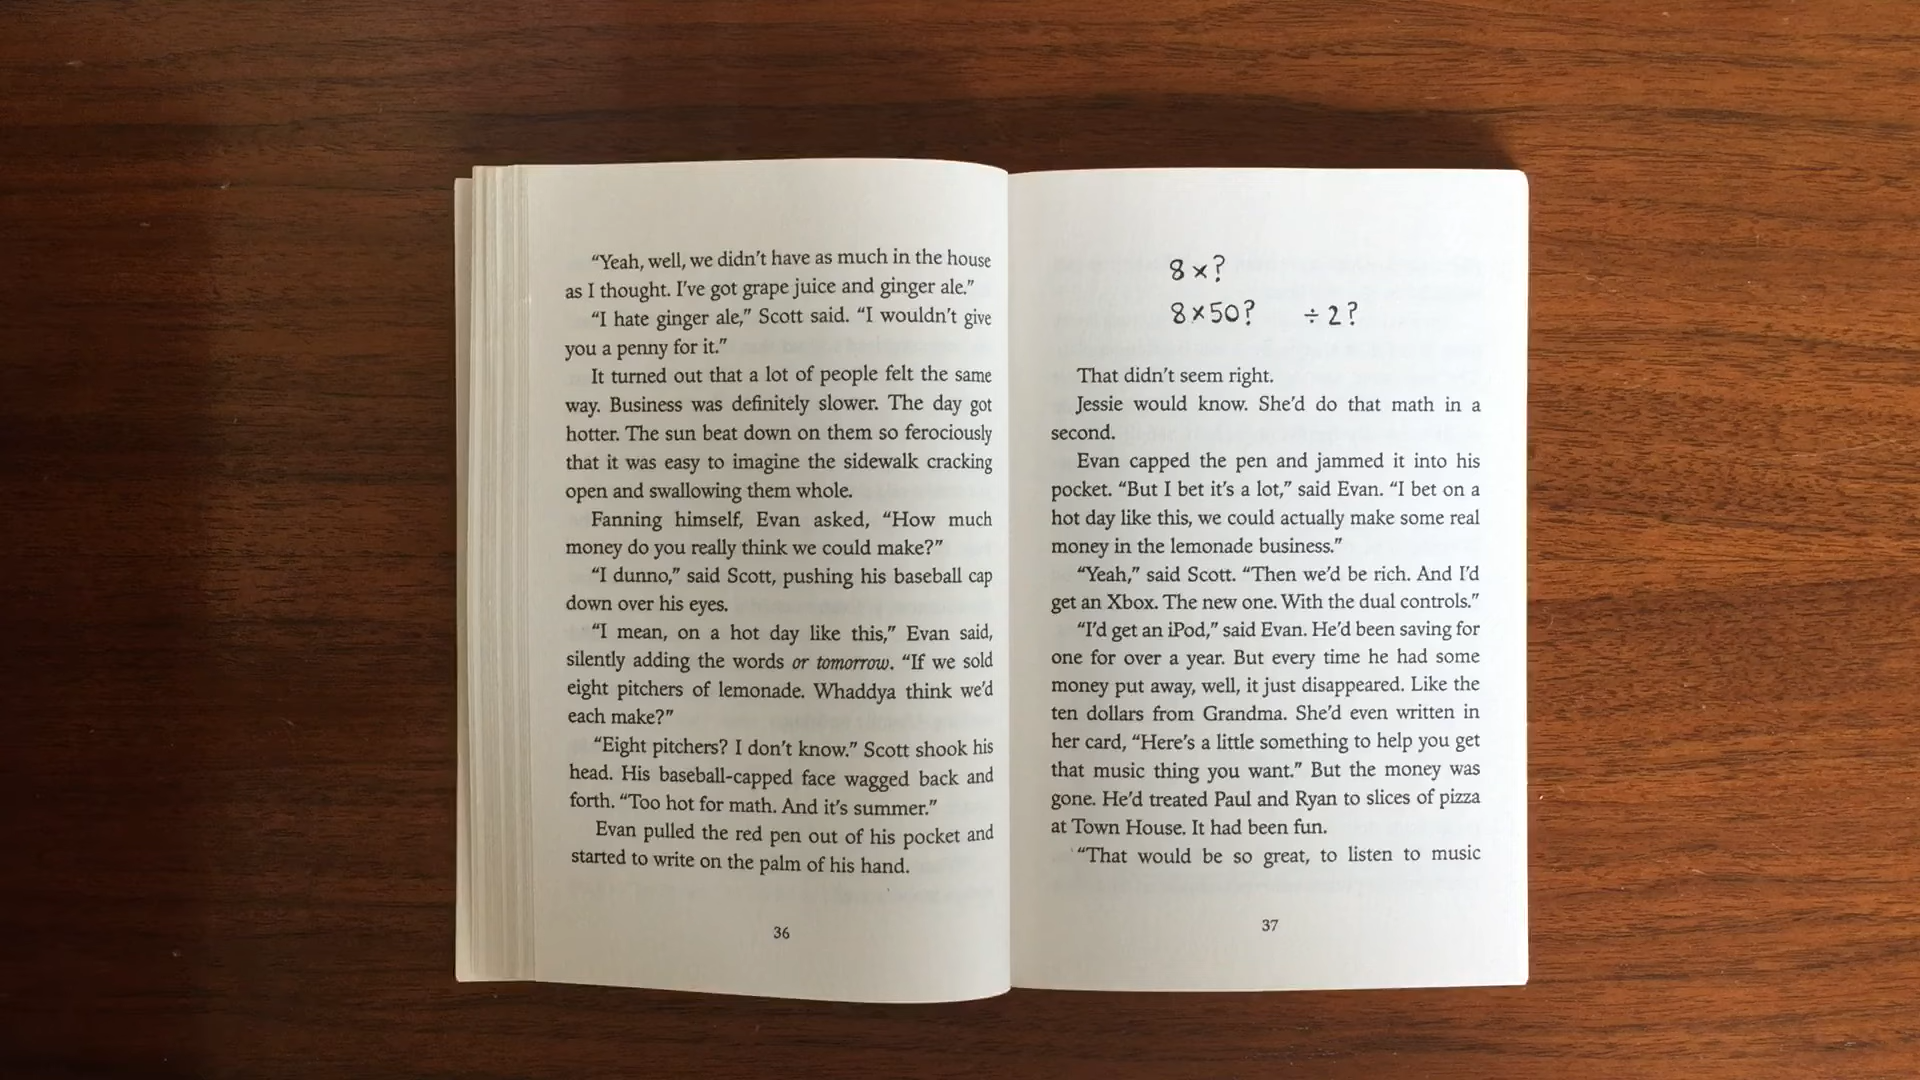 “Yeah, well, we didn’t have as much in the house
as I thought. I’ve got grape juice and ginger ale.”
“I hate ginger ale,” Scott said. “I wouldn’t give
you a penny for it.”
It turned out that a lot of people felt the same
way. Business was definitely slower. The day got
hotter. The sun beat down on them so ferociously
that it was easy to imagine the sidewalk cracking
open and swallowing them whole.
Fanning himself, Evan asked, “How much
money do you really think we could make?”
“I dunno,” said Scott, pushing his baseball cap
down over his eyes.
“I mean, on a hot day like this,” Evan said,
silently adding the words or tomorrow. “If we sold
eight pitchers of lemonade. Whaddya think we’d
each make?”
“Eight pitchers? I don’t know.” Scott shook his
head. His baseball-capped face wagged back and
forth. “Too hot for math. And it’s summer.”
Evan pulled the red pen out of his pocket and
started to write on the palm of his hand.
36
8 × ?
8 × 50? ÷ 2?
That didn’t seem right.
Jessie would know. She’d do that math in a
second.
Evan capped the pen and jammed it into his
pocket. “But I bet it’s a lot,” said Evan. “I bet on a
hot day like this, we could actually make some real
money in the lemonade business.”
“Yeah,” said Scott. “Then we’d be rich. And I’d
get an Xbox. The new one. With the dual controls.”
“I’d get an iPod,” said Evan. He’d been saving for
one for over a year. But every time he had some
money put away, well, it just disappeared. Like the
ten dollars from Grandma. She’d even written in
her card, “Here’s a little something to help you get
that music thing you want.” But the money was
gone. He’d treated Paul and Ryan to slices of pizza
at Town House. It had been fun.
“That would be so great, to listen to music
37